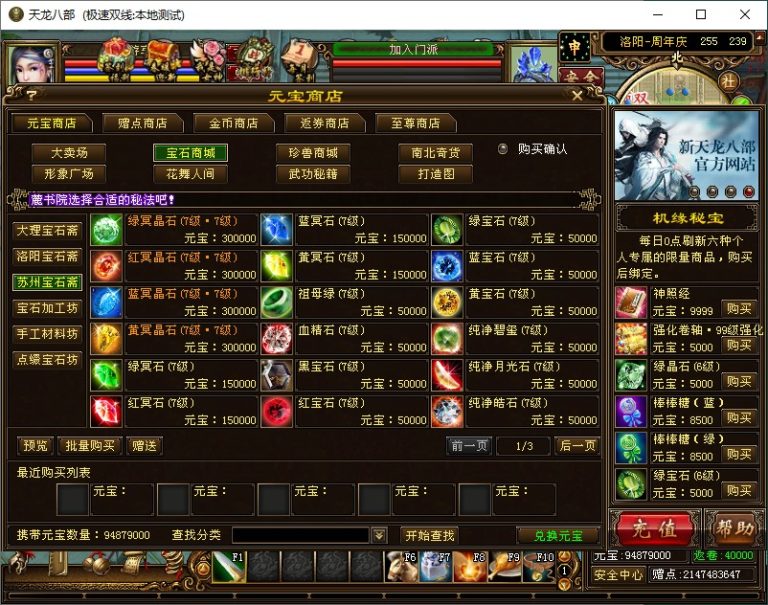 天龙八部 (极速双线:本地测试)
加入门派
申
洛阳-周年庆 255 239
北
安全
社
元宝商店
元宝商店 赠点商店 金币商店 返券商店 至尊商店
大卖场 宝石商城 珍兽商城 南北奇货 购买确认
形象广场 花舞人间 武功秘籍 打造图
麓书院选择合适的秘法吧!
大理宝石斋
洛阳宝石斋
苏州宝石斋
宝石加工坊
手工材料坊
点缀宝石坊
绿冥晶石(7级·7级) 蓝冥石(7级) 绿宝石(7级)
元宝:300000 元宝:150000 元宝:50000
红冥晶石(7级·7级) 黄冥石(7级) 蓝宝石(7级)
元宝:300000 元宝:150000 元宝:50000
蓝冥晶石(7级·7级) 祖母绿(7级) 黄宝石(7级)
元宝:300000 元宝:50000 元宝:50000
黄冥晶石(7级·7级) 血精石(7级) 纯净碧玺(7级)
元宝:300000 元宝:50000 元宝:50000
绿冥石(7级) 黑宝石(7级) 纯净月光石(7级)
元宝:150000 元宝:50000 元宝:50000
红冥石(7级) 红宝石(7级) 纯净皓石(7级)
元宝:150000 元宝:50000 元宝:50000
预览 批量购买 赠送 前一页 1/3 后一页
最近购买列表
元宝: 元宝: 元宝: 元宝: 元宝:
携带元宝数量:94879000 查找分类 开始查找 兑换元宝
新天龙八部
官方网站
机缘秘宝
每日0点刷新六种个
人专属的限量商品,购买
后绑定。
神照经
元宝:9999 购买
强化卷轴·99级强化
元宝:5000 购买
绿晶石(6级)
元宝:5000 购买
棒棒糖(蓝)
元宝:8500 购买
棒棒糖(绿)
元宝:8500 购买
绿宝石(6级)
元宝:5000 购买
充值 帮助
F1 F6 F7 F8 F9 F10
1
元宝:94879000 返卷:40000
安全中心 赠点:2147483647